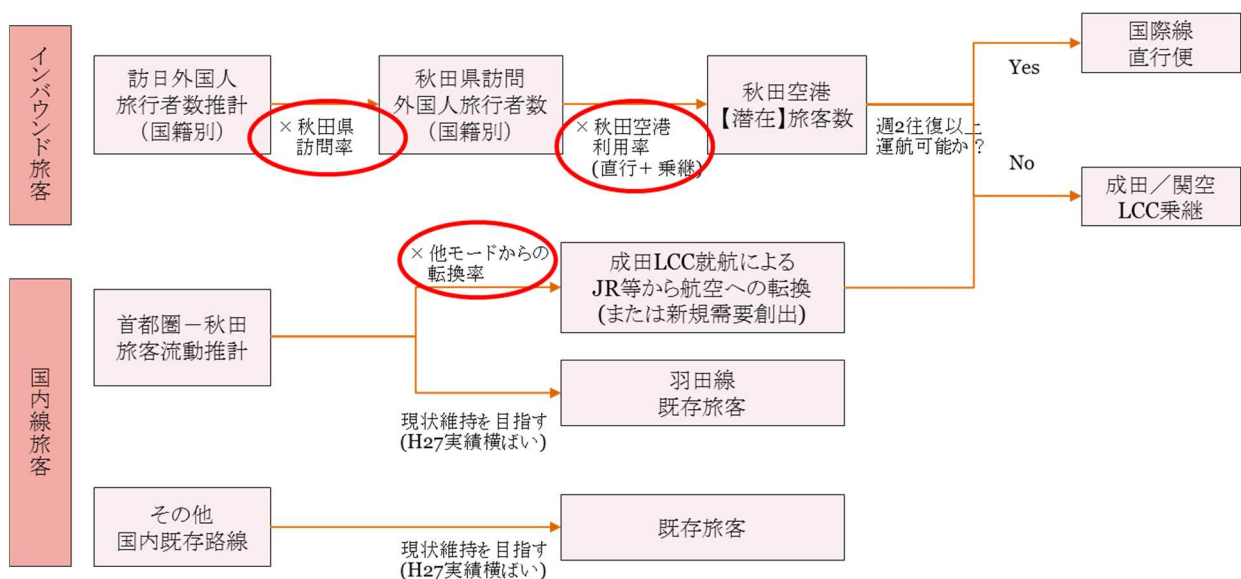 インバウンド旅客
訪日外国人
旅行者数推計
(国籍別)
× 秋田県
訪問率
秋田県訪問
外国人旅行者数
(国籍別)
× 秋田空港
利用率
(直行+ 乗継)
秋田空港
【潜在】旅客数
週2往復以上
運航可能か?
Yes
国際線
直行便
No
成田/関空
LCC乗継
国内線旅客
首都圏－秋田
旅客流動推計
× 他モードからの
転換率
成田LCC就航による
JR等から航空への転換
(または新規需要創出)
現状維持を目指す
(H27実績横ばい)
羽田線
既存旅客
その他
国内既存路線
現状維持を目指す
(H27実績横ばい)
既存旅客